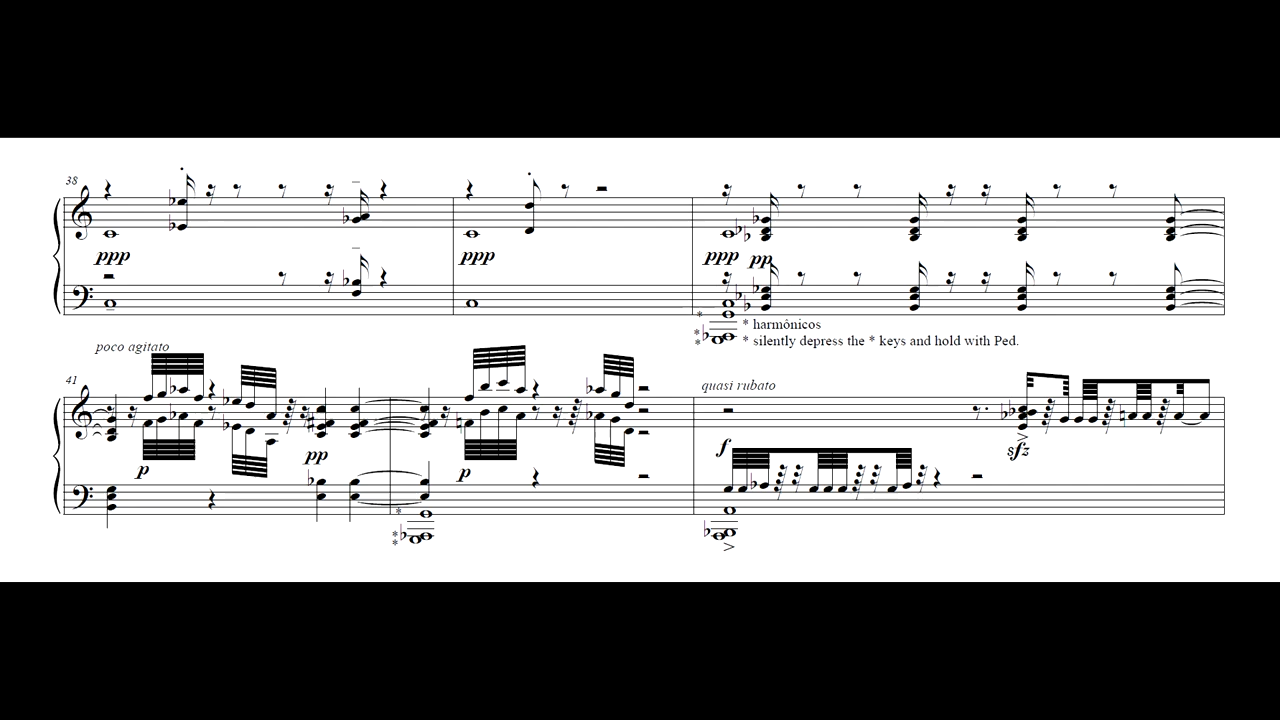 38
ppp
ppp
ppp pp
* harmônicos
* silently depress the * keys and hold with Ped.
41
poco agitato
quasi rubato
p
pp
p
f
sfz